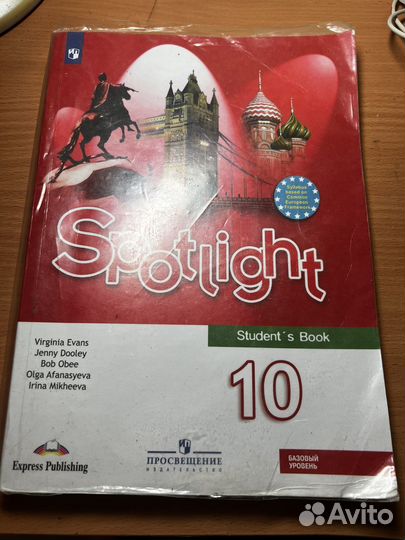 Syllabus
based on
Common
European
Framework
Spotlight
Student´s Book
Virginia Evans
Jenny Dooley
Bob Obee
Olga Afanasyeva
Irina Mikheeva
10
Express Publishing
ПРОСВЕЩЕНИЕ
ИЗДАТЕЛЬСТВО
БАЗОВЫЙ
УРОВЕНЬ
Avito